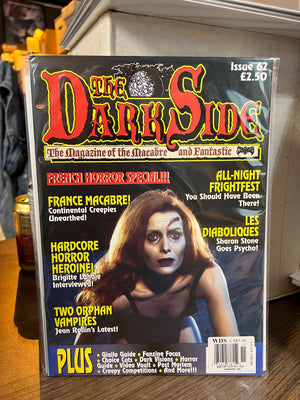 Issue 62
£2.50
THE
DARK SIDE
The Magazine of the Macabre and Fantastic
FRENCH HORROR SPECIAL!!!
FRANCE MACABRE!
Continental Creepies
Unearthed!
HARDCORE
HORROR
HEROINE!
Brigitte Lahaie
Interviewed!
TWO ORPHAN
VAMPIRES
Jean Rollin's Latest!
ALL-NIGHT
FRIGHTFEST
You Should Have Been
There!
LES
DIABOLIQUES
Sharon Stone
Goes Psycho!
WDS
PLUS
• Giallo Guide • Fanzine Focus
• Choice Cuts • Dark Visions • Horror
Guide • Video Vault • Post Mortem
• Creepy Competitions • And More!!!